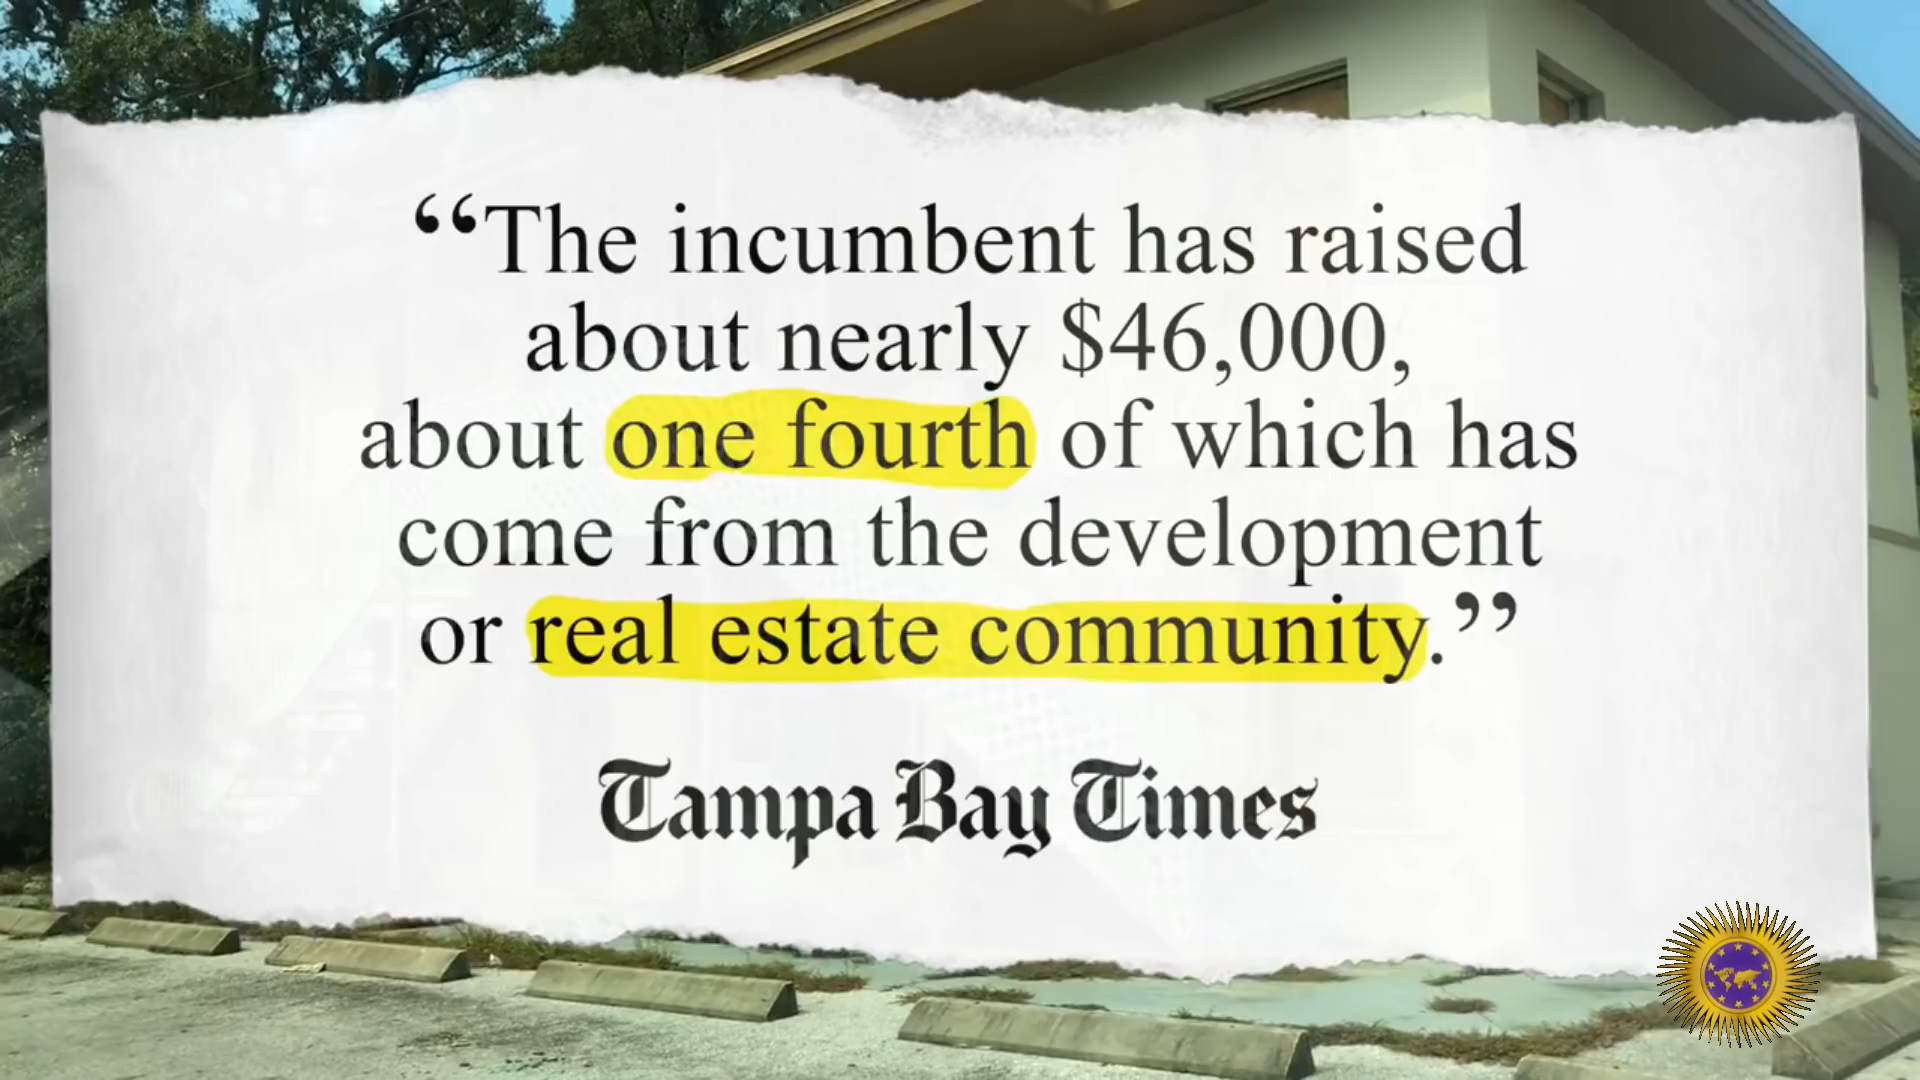 “The incumbent has raised
about nearly $46,000,
about one fourth of which has
come from the development
or real estate community.”
Tampa Bay Times